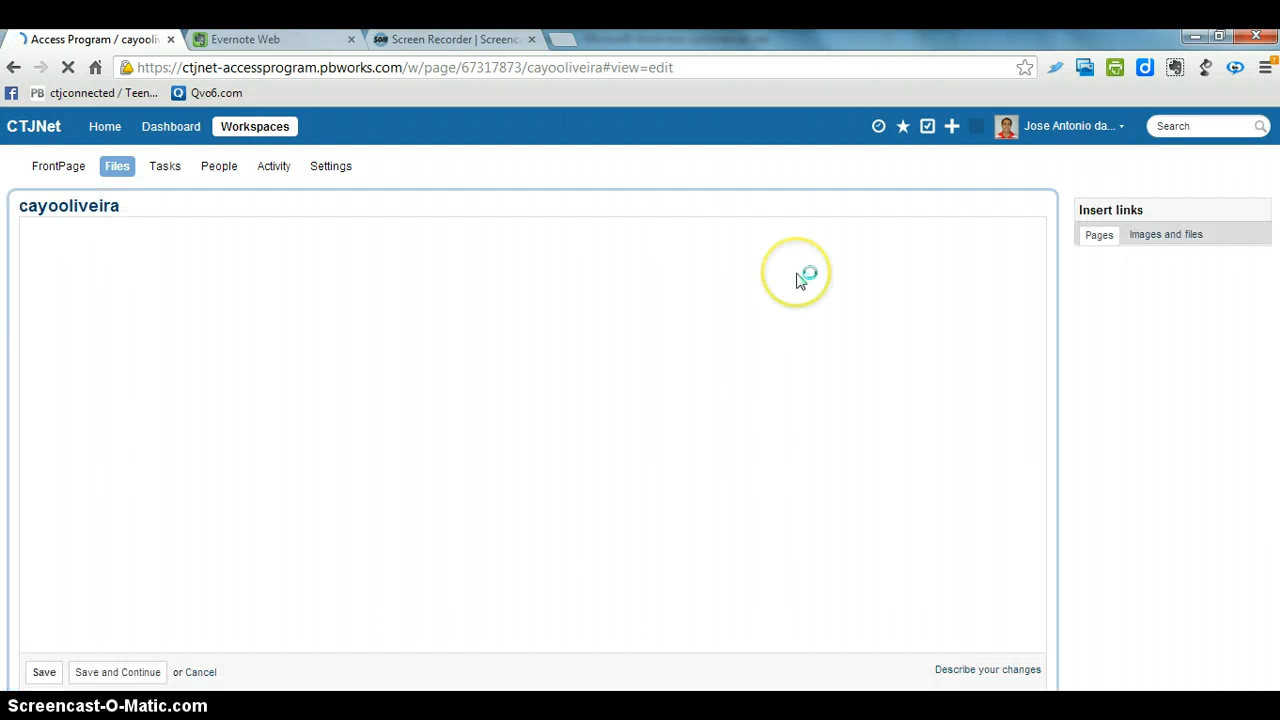 Access Program / cayooliv
Evernote Web
Screen Recorder | Screenc
https://ctjnet-accessprogram.pbworks.com/w/page/67317873/cayooliveira#view=edit
ctjconnected / Teen...
Qvo6.com
CTJNet Home Dashboard Workspaces Jose Antonio da... Search
FrontPage Files Tasks People Activity Settings
cayooliveira
Insert links
Pages Images and files
Save Save and Continue or Cancel Describe your changes
Screencast-O-Matic.com